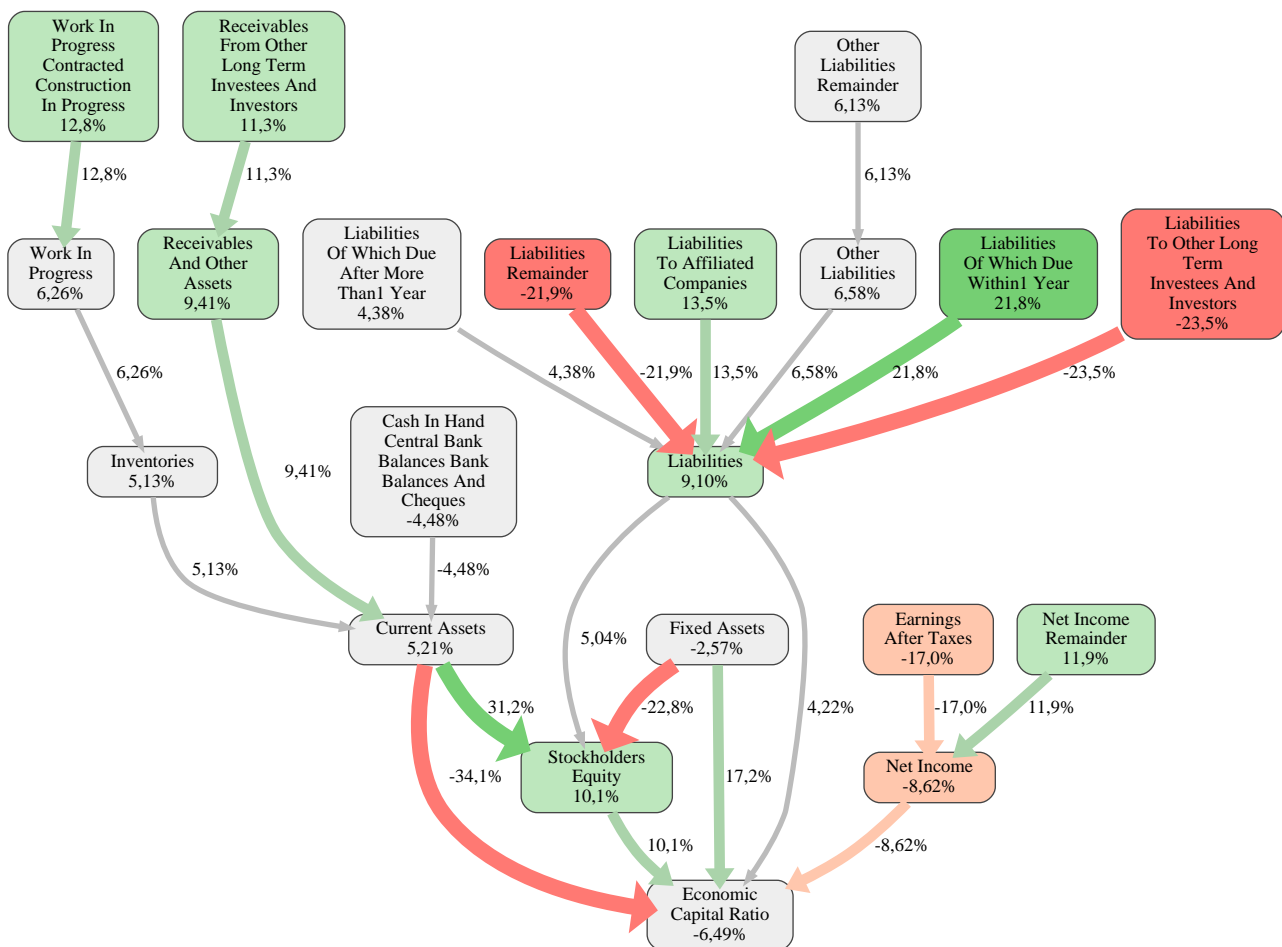 Work In
Progress
Contracted
Construction
In Progress
12,8%
Receivables
From Other
Long Term
Investees And
Investors
11,3%
Other
Liabilities
Remainder
6,13%
12,8%
11,3%
6,13%
Work In
Progress
6,26%
Receivables
And Other
Assets
9,41%
Liabilities
Of Which Due
After More
Than1 Year
4,38%
Liabilities
Remainder
-21,9%
Liabilities
To Affiliated
Companies
13,5%
Other
Liabilities
6,58%
Liabilities
Of Which Due
Within1 Year
21,8%
Liabilities
To Other Long
Term
Investees And
Investors
-23,5%
6,26%
4,38%
-21,9%
13,5%
6,58%
21,8%
-23,5%
Inventories
5,13%
9,41%
Cash In Hand
Central Bank
Balances Bank
Balances And
Cheques
-4,48%
Liabilities
9,10%
5,13%
-4,48%
Current Assets
5,21%
5,04%
Fixed Assets
-2,57%
4,22%
Earnings
After Taxes
-17,0%
Net Income
Remainder
11,9%
31,2%
-22,8%
-17,0%
11,9%
-34,1%
Stockholders
Equity
10,1%
17,2%
Net Income
-8,62%
10,1%
-8,62%
Economic
Capital Ratio
-6,49%